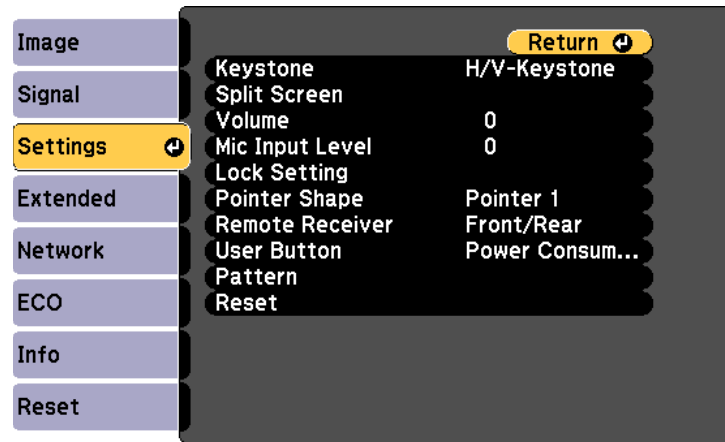 Image
Signal
Settings
Extended
Network
ECO
Info
Reset
Return
Keystone H/V-Keystone
Split Screen
Volume 0
Mic Input Level 0
Lock Setting
Pointer Shape Pointer 1
Remote Receiver Front/Rear
User Button Power Consum...
Pattern
Reset